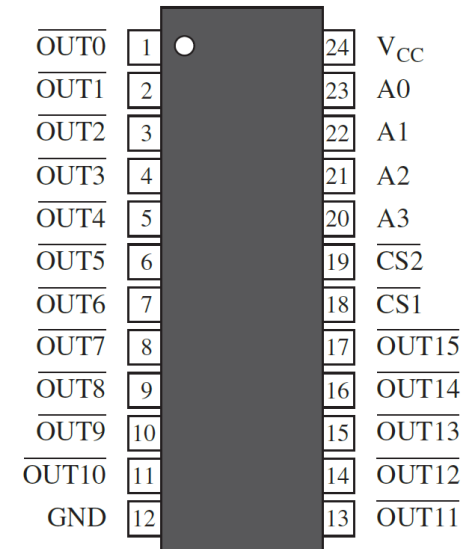 OUT0 1 24 VCC
OUT1 2 23 A0
OUT2 3 22 A1
OUT3 4 21 A2
OUT4 5 20 A3
OUT5 6 19 CS2
OUT6 7 18 CS1
OUT7 8 17 OUT15
OUT8 9 16 OUT14
OUT9 10 15 OUT13
OUT10 11 14 OUT12
GND 12 13 OUT11